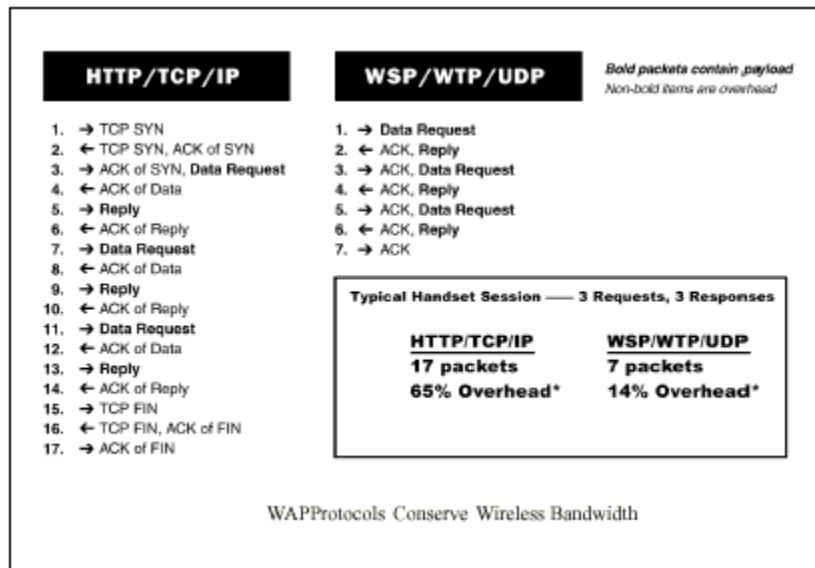 HTTP/TCP/IP
1. → TCP SYN
2. ← TCP SYN, ACK of SYN
3. → ACK of SYN, Data Request
4. ← ACK of Data
5. → Reply
6. ← ACK of Reply
7. → Data Request
8. ← ACK of Data
9. → Reply
10. ← ACK of Reply
11. → Data Request
12. ← ACK of Data
13. → Reply
14. ← ACK of Reply
15. → TCP FIN
16. ← TCP FIN, ACK of FIN
17. → ACK of FIN
WSP/WTP/UDP
1. → Data Request
2. ← ACK, Reply
3. → ACK, Data Request
4. ← ACK, Reply
5. → ACK, Data Request
6. ← ACK, Reply
7. → ACK
Bold packets contain ,payload
Non-bold items are overhead
Typical Handset Session —— 3 Requests, 3 Responses
HTTP/TCP/IP
17 packets
65% Overhead*
WSP/WTP/UDP
7 packets
14% Overhead*
WAPProtocols Conserve Wireless Bandwidth